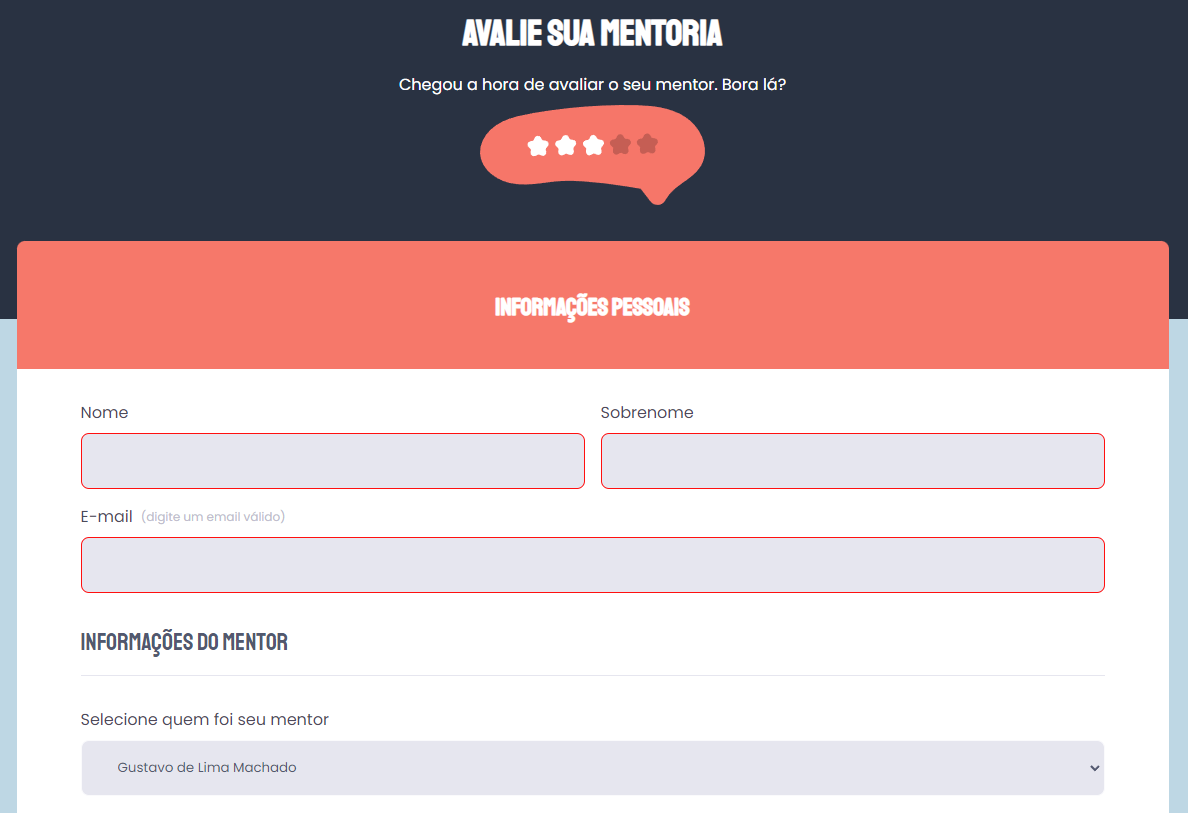 AVALIE SUA MENTORIA
Chegou a hora de avaliar o seu mentor. Bora lá?
INFORMAÇÕES PESSOAIS
Nome
Sobrenome
E-mail (digite um email válido)
INFORMAÇÕES DO MENTOR
Selecione quem foi seu mentor
Gustavo de Lima Machado